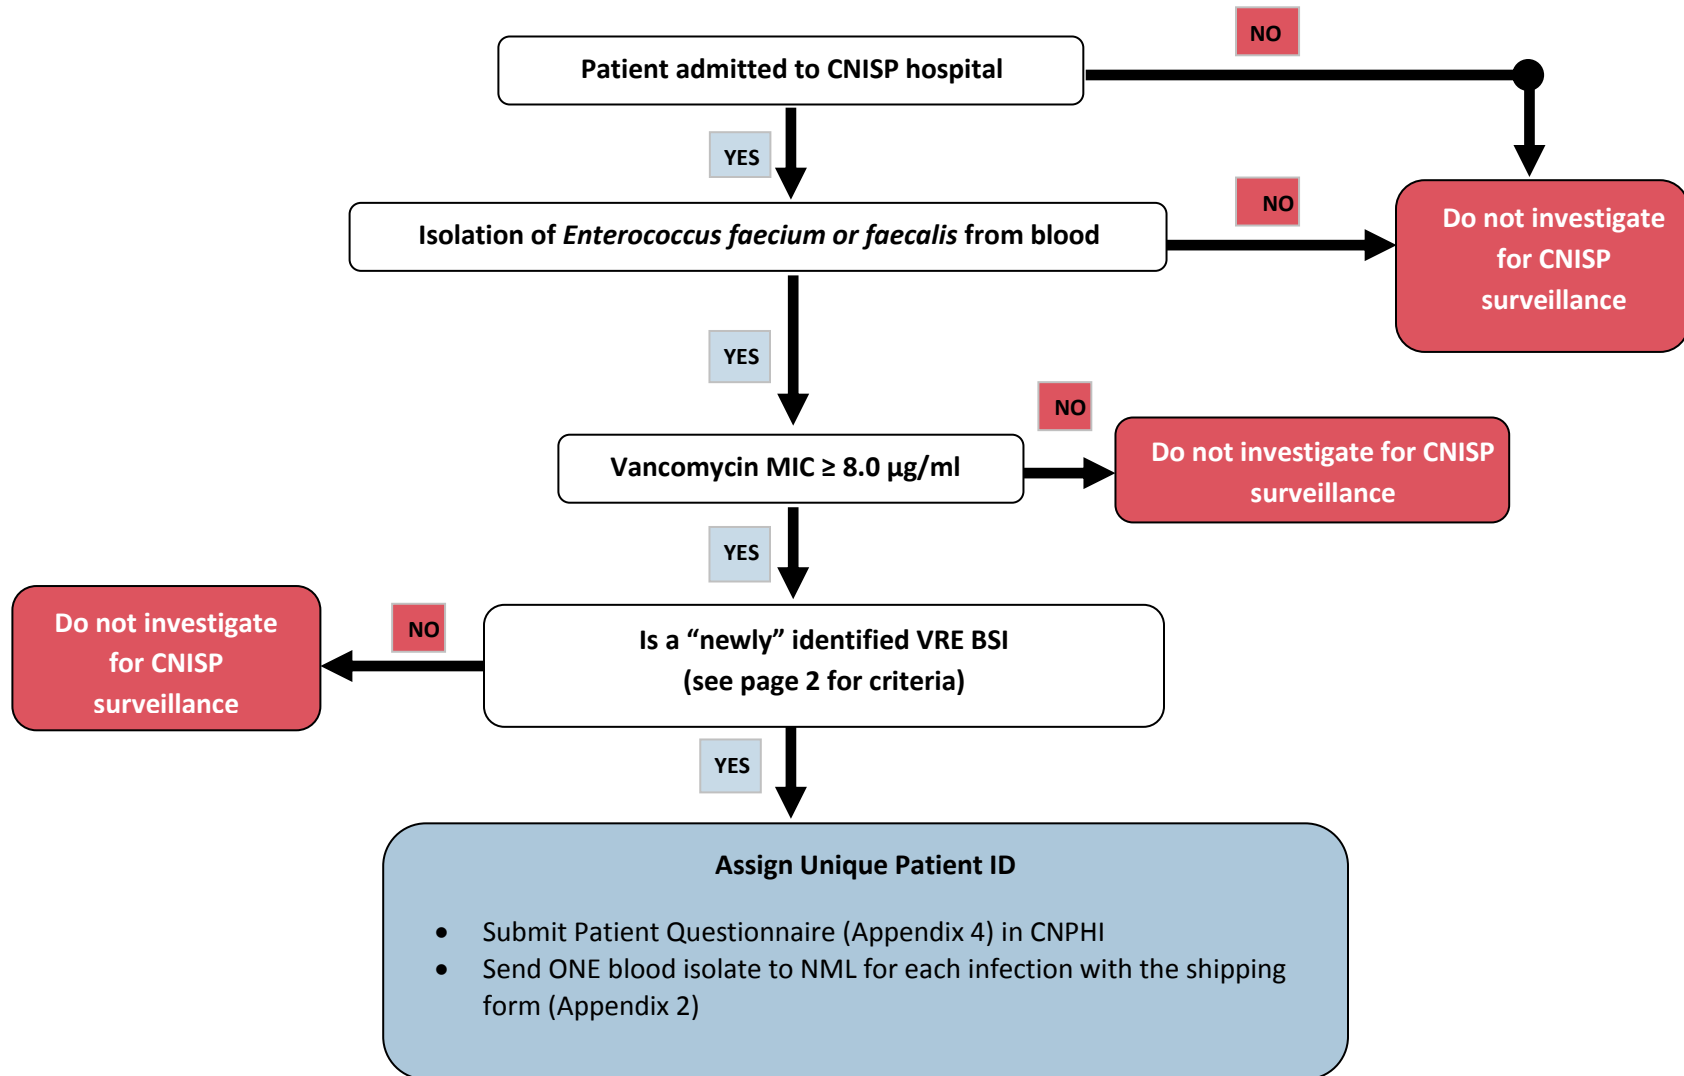 NO
Patient admitted to CNISP hospital
YES
NO
Isolation of Enterococcus faecium or faecalis from blood
Do not investigate
for CNISP
surveillance
YES
NO
Vancomycin MIC ≥ 8.0 µg/ml
Do not investigate for CNISP
surveillance
YES
Do not investigate
for CNISP
surveillance
NO
Is a “newly” identified VRE BSI
(see page 2 for criteria)
YES
Assign Unique Patient ID
• Submit Patient Questionnaire (Appendix 4) in CNPHI
• Send ONE blood isolate to NML for each infection with the shipping
form (Appendix 2)